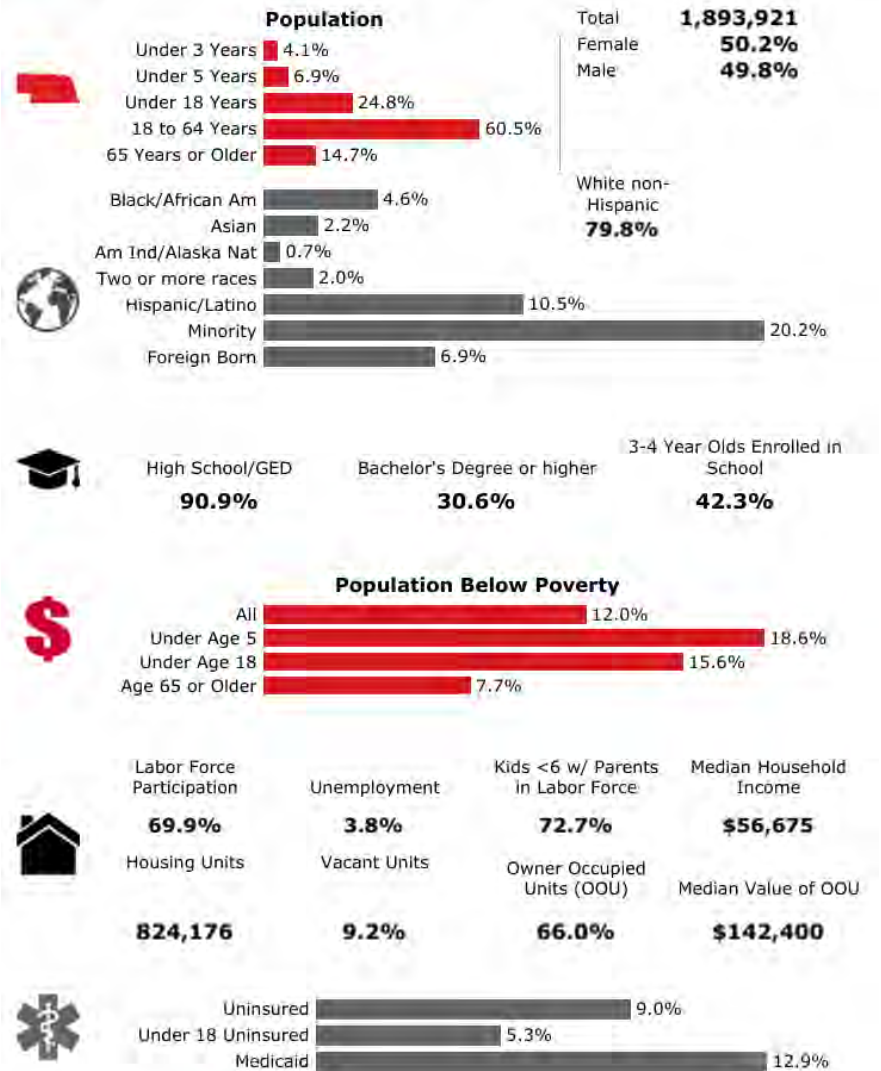 Population
Total 1,893,921
Under 3 Years 4.1%
Female 50.2%
Under 5 Years 6.9%
Male 49.8%
Under 18 Years 24.8%
18 to 64 Years 60.5%
65 Years or Older 14.7%
White non-
Hispanic
79.8%
Black/African Am 4.6%
Asian 2.2%
Am Ind/Alaska Nat 0.7%
Two or more races 2.0%
Hispanic/Latino 10.5%
Minority 20.2%
Foreign Born 6.9%
High School/GED
90.9%
Bachelor's Degree or higher
30.6%
3-4 Year Olds Enrolled in
School
42.3%
Population Below Poverty
All 12.0%
Under Age 5 18.6%
Under Age 18 15.6%
Age 65 or Older 7.7%
Labor Force
Participation
69.9%
Unemployment
3.8%
Kids <6 w/ Parents
in Labor Force
72.7%
Median Household
Income
$56,675
Housing Units
824,176
Vacant Units
9.2%
Owner Occupied
Units (OOU)
66.0%
Median Value of OOU
$142,400
Uninsured 9.0%
Under 18 Uninsured 5.3%
Medicaid 12.9%